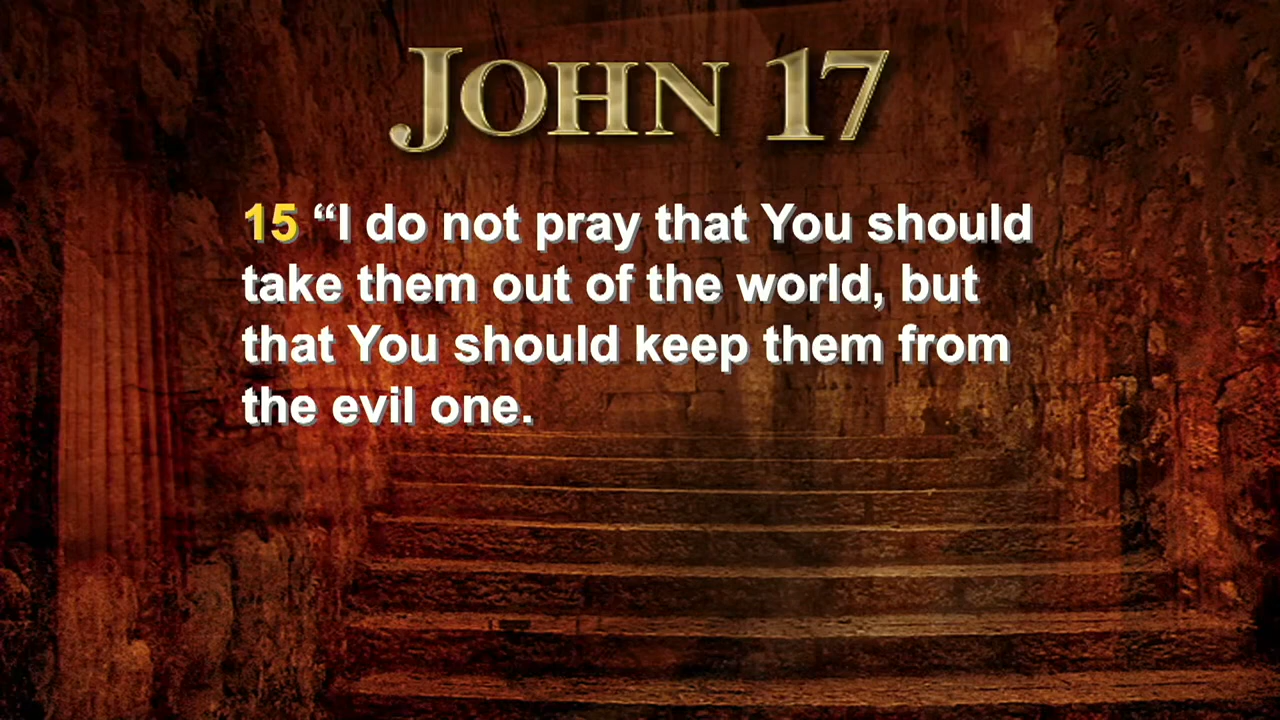 JOHN 17
15 “I do not pray that You should
take them out of the world, but
that You should keep them from
the evil one.